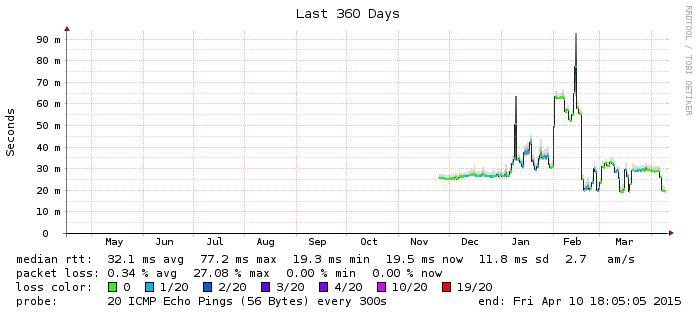 Last 360 Days
RRDTOOL / TOBI OETIKER
Seconds
90 m
80 m
70 m
60 m
50 m
40 m
30 m
20 m
10 m
0
May Jun Jul Aug Sep Oct Nov Dec Jan Feb Mar
median rtt: 32.1 ms avg 77.2 ms max 19.3 ms min 19.5 ms now 11.8 ms sd 2.7 am/s
packet loss: 0.34 % avg 27.08 % max 0.00 % min 0.00 % now
loss color: 0 1/20 2/20 3/20 4/20 10/20 19/20
probe: 20 ICMP Echo Pings (56 Bytes) every 300s end: Fri Apr 10 18:05:05 2015